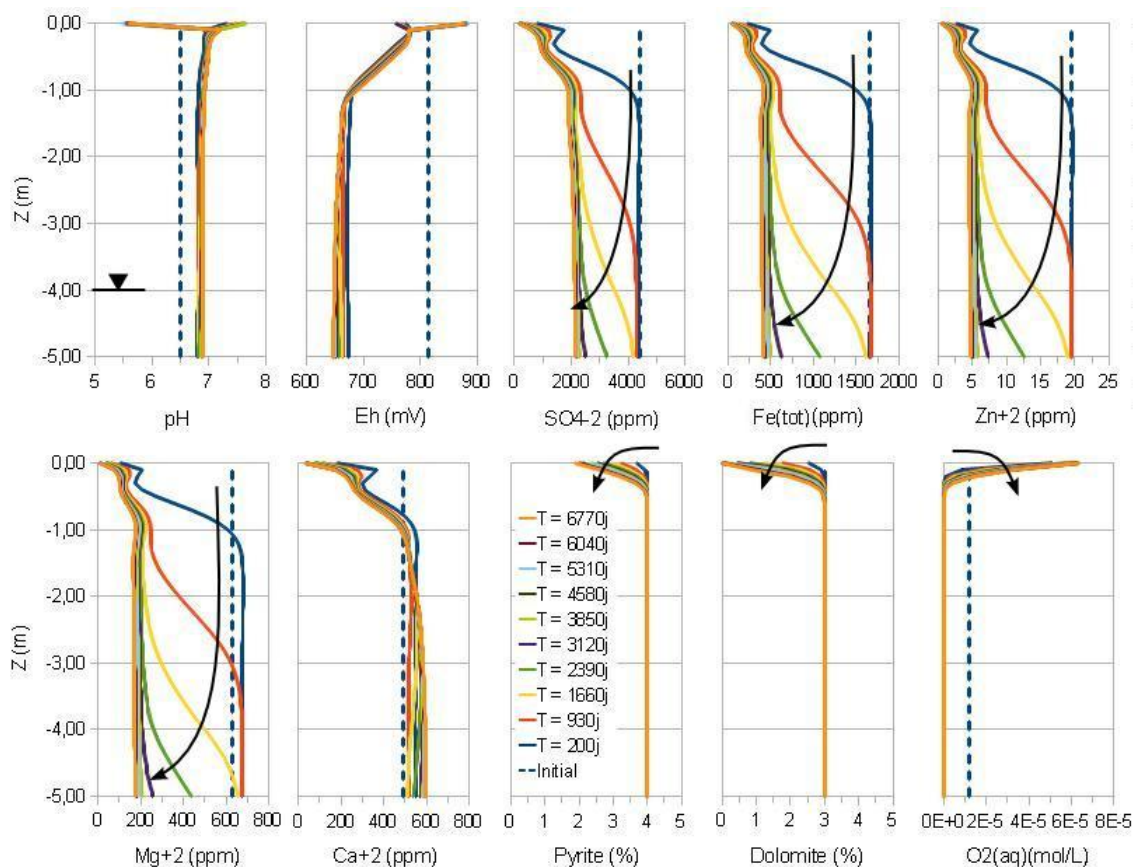 0,00
-1,00
-2,00
-3,00
-4,00
-5,00
Z (m)
5 6 7 8
pH
600 700 800 900
Eh (mV)
0 2000 4000 6000
SO4-2 (ppm)
0 500 1000 1500 2000
Fe(tot)(ppm)
0 5 10 15 20 25
Zn+2 (ppm)
0,00
-1,00
-2,00
-3,00
-4,00
-5,00
Z (m)
0 200 400 600 800
Mg+2 (ppm)
0 200 400 600 800
Ca+2 (ppm)
T = 6770j
T = 6040j
T = 5310j
T = 4580j
T = 3850j
T = 3120j
T = 2390j
T = 1660j
T = 930j
T = 200j
Initial
0 1 2 3 4 5
Pyrite (%)
0 1 2 3 4 5
Dolomite (%)
0E+0 2E-5 4E-5 6E-5 8E-5
O2(aq)(mol/L)